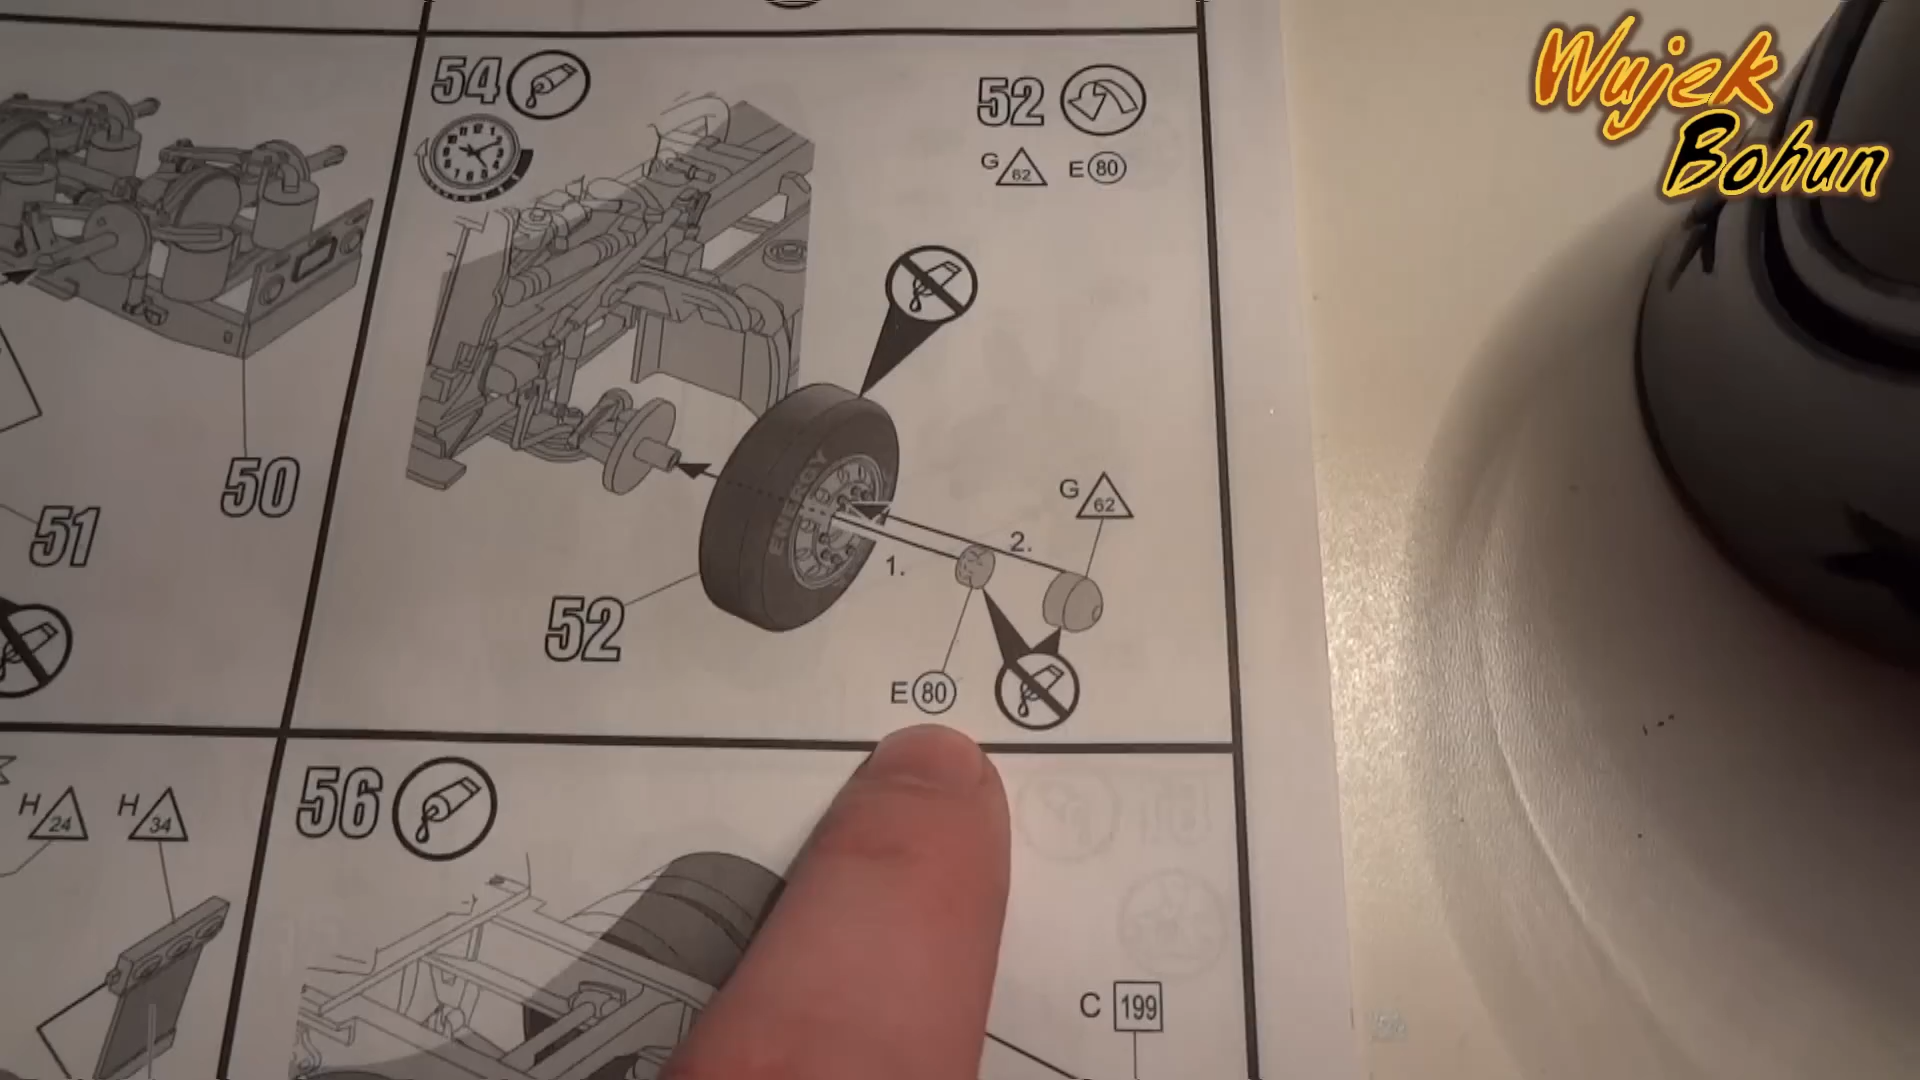 Wujek
Bohun
54
52
G 62 E 80
ENERGY
G 62
1.
2.
50
51
52
E 80
56
H 24
H 34
C 199